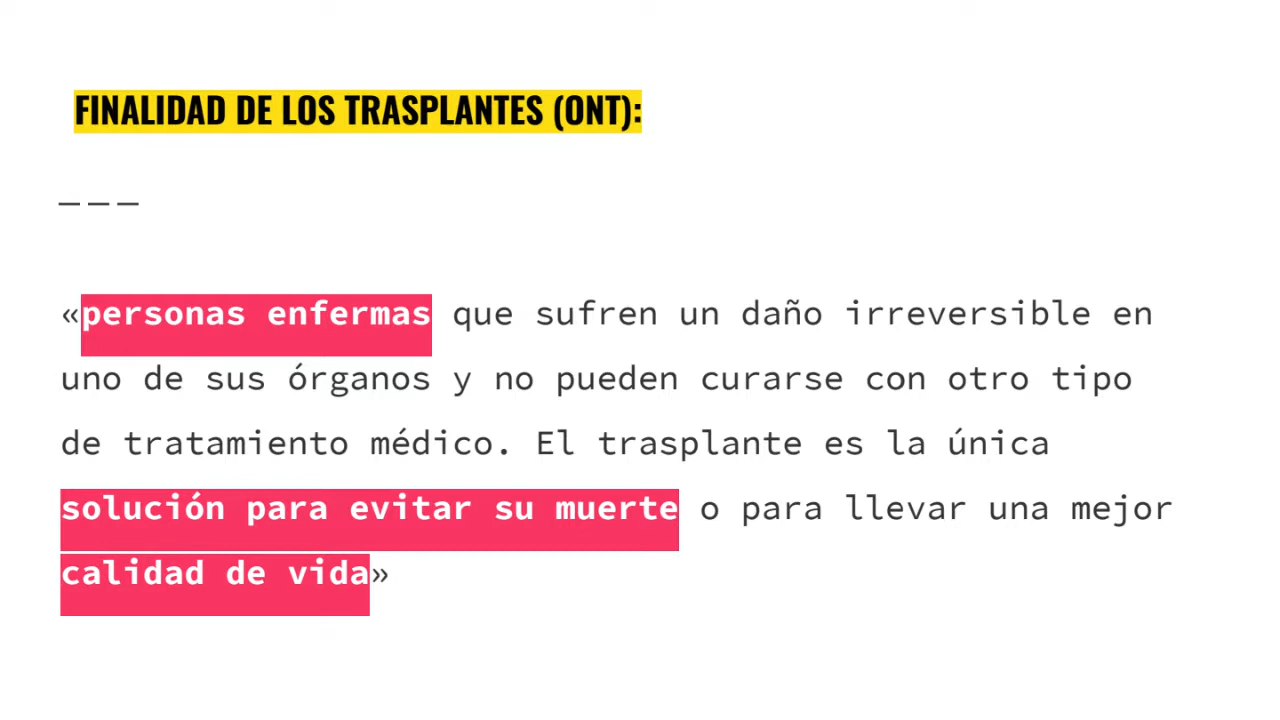 FINALIDAD DE LOS TRASPLANTES (ONT):
«personas enfermas que sufren un daño irreversible en
uno de sus órganos y no pueden curarse con otro tipo
de tratamiento médico. El trasplante es la única
solución para evitar su muerte o para llevar una mejor
calidad de vida»